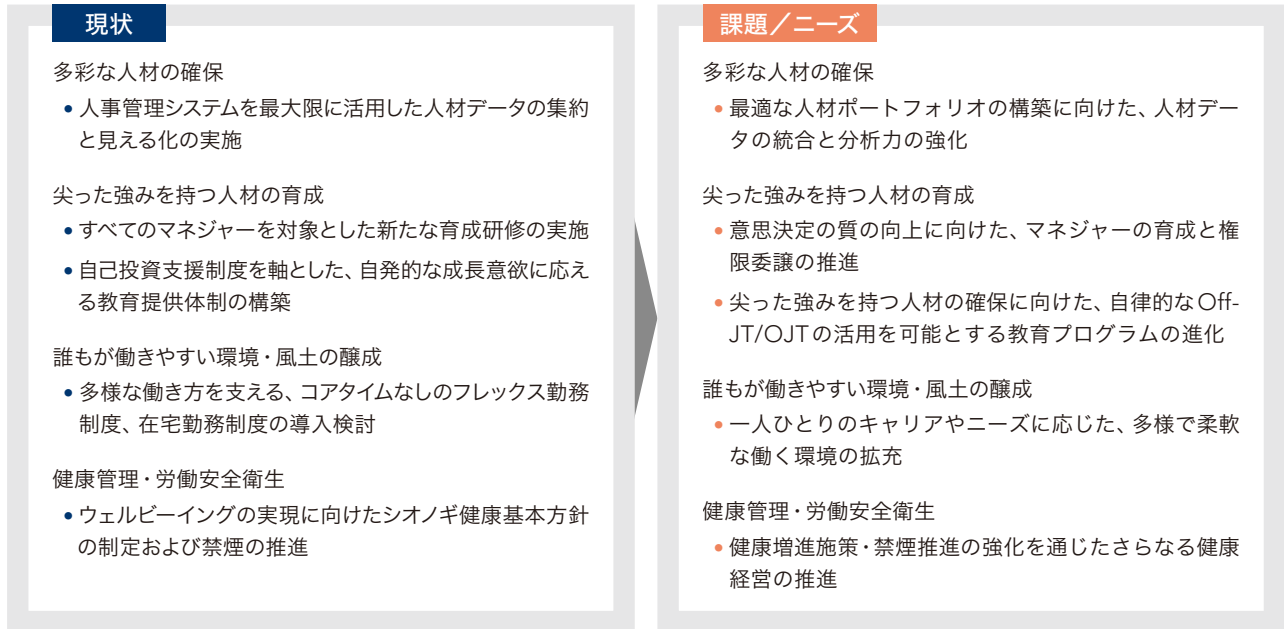 現状
多彩な人材の確保
• 人事管理システムを最大限に活用した人材データの集約
と見える化の実施
尖った強みを持つ人材の育成
• すべてのマネジャーを対象とした新たな育成研修の実施
• 自己投資支援制度を軸とした、自発的な成長意欲に応え
る教育提供体制の構築
誰もが働きやすい環境・風土の醸成
• 多様な働き方を支える、コアタイムなしのフレックス勤務
制度、在宅勤務制度の導入検討
健康管理・労働安全衛生
• ウェルビーイングの実現に向けたシオノギ健康基本方針
の制定および禁煙の推進
課題／ニーズ
多彩な人材の確保
• 最適な人材ポートフォリオの構築に向けた、人材デー
タの統合と分析力の強化
尖った強みを持つ人材の育成
• 意思決定の質の向上に向けた、マネジャーの育成と権
限委譲の推進
• 尖った強みを持つ人材の確保に向けた、自律的なOff-
JT/OJTの活用を可能とする教育プログラムの進化
誰もが働きやすい環境・風土の醸成
• 一人ひとりのキャリアやニーズに応じた、多様で柔軟
な働く環境の拡充
健康管理・労働安全衛生
• 健康増進施策・禁煙推進の強化を通じたさらなる健康
経営の推進